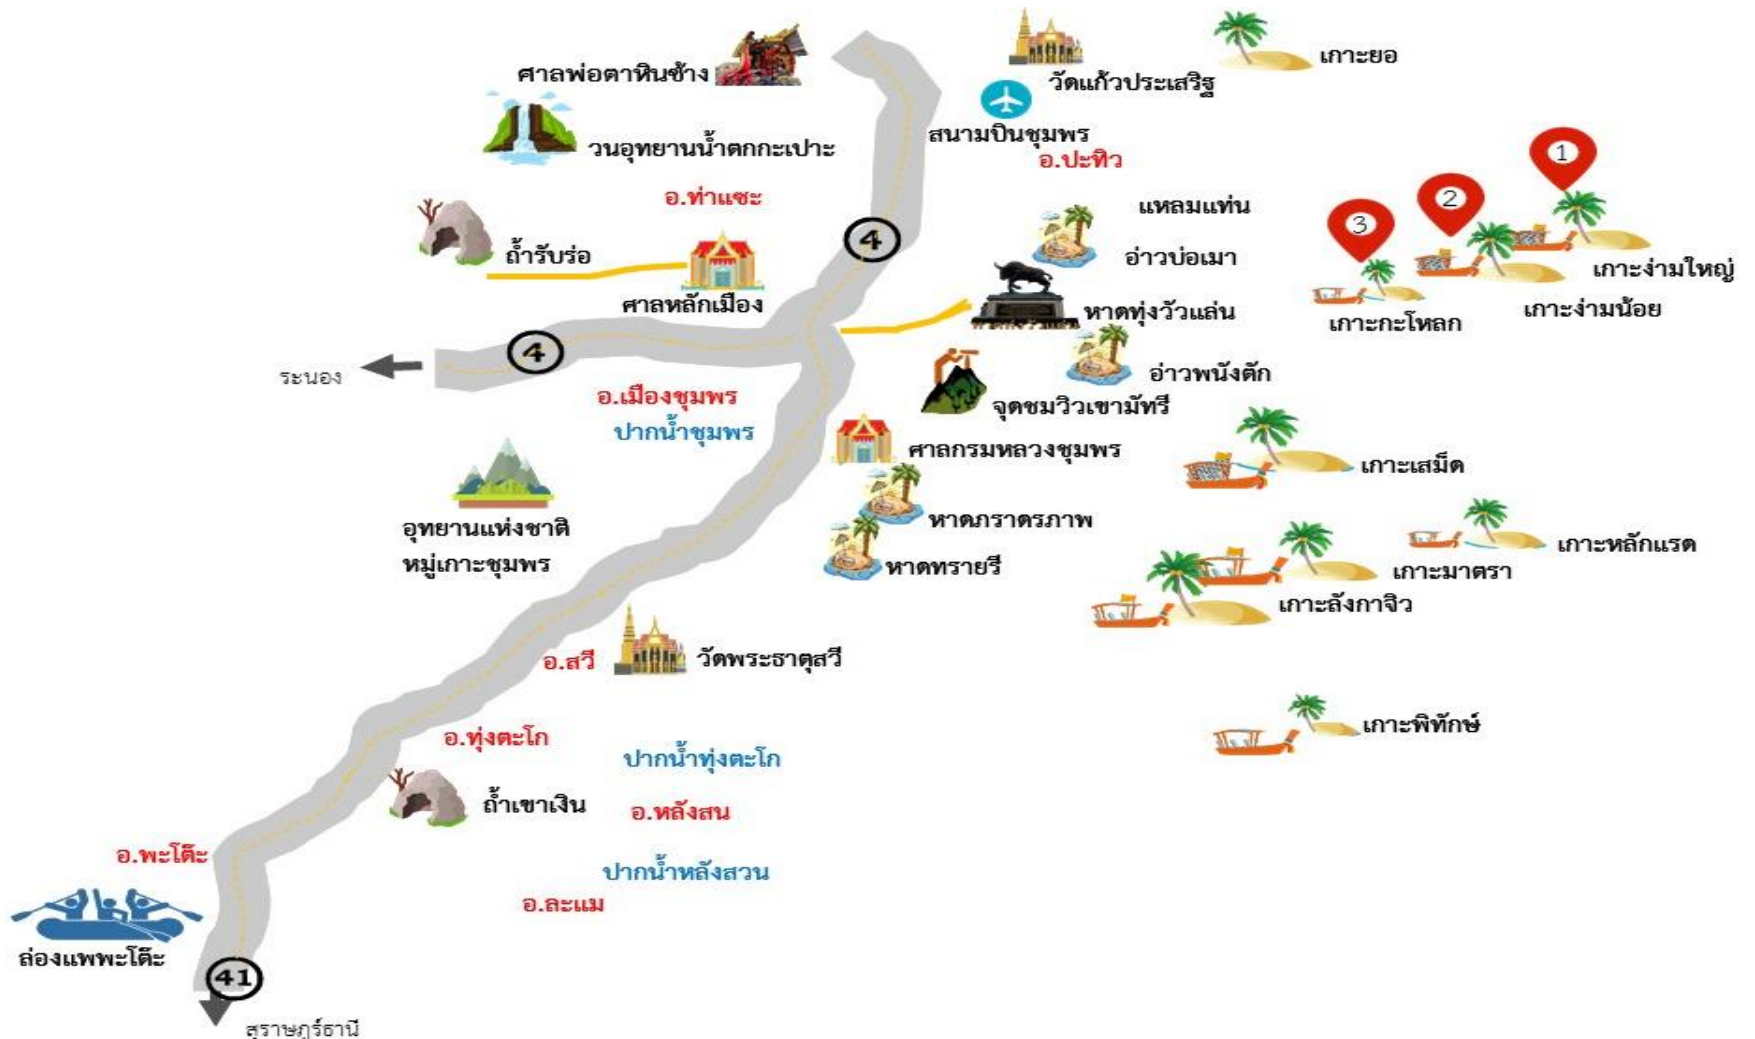 ศาลพ่อตาหินช้าง
วัดแก้วประเสริฐ
เกาะยอ
สนามบินชุมพร
วนอุทยานน้ำตกกะเปาะ
อ.ปะทิว
อ.ท่าแซะ
1
2
3
แหลมแท่น
4
ถ้ำรับร่อ
อ่าวบ่อเมา
เกาะง่ามใหญ่
ศาลหลักเมือง
หาดทุ่งวัวแล่น
เกาะง่ามน้อย
เกาะกะโหลก
4
ระนอง
อ่าวพนังตัก
อ.เมืองชุมพร
จุดชมวิวเขามัทรี
ปากน้ำชุมพร
ศาลกรมหลวงชุมพร
เกาะเสม็ด
อุทยานแห่งชาติ
หมู่เกาะชุมพร
หาดภราดรภาพ
เกาะหลักแรด
หาดทรายรี
เกาะมาตรา
เกาะลังกาจิว
อ.สวี
วัดพระธาตุสวี
เกาะพิทักษ์
อ.ทุ่งตะโก
ปากน้ำทุ่งตะโก
ถ้ำเขาเงิน
อ.หลังสน
อ.พะโต๊ะ
ปากน้ำหลังสวน
อ.ละแม
ล่องแพพะโต๊ะ
41
สุราษฎร์ธานี